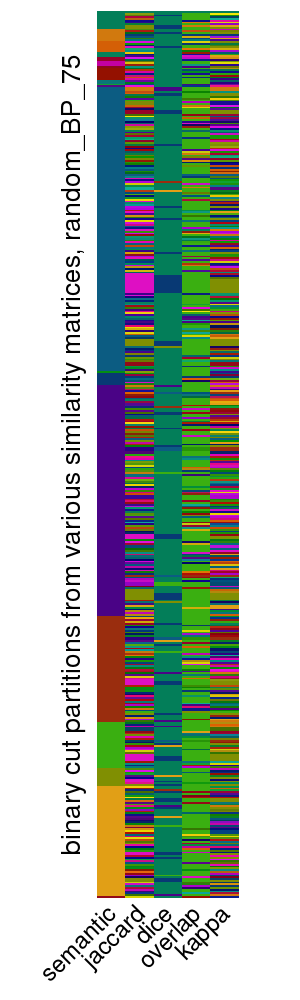 binary cut partitions from various similarity matrices, random_BP_75
semantic
jaccard
dice
overlap
kappa